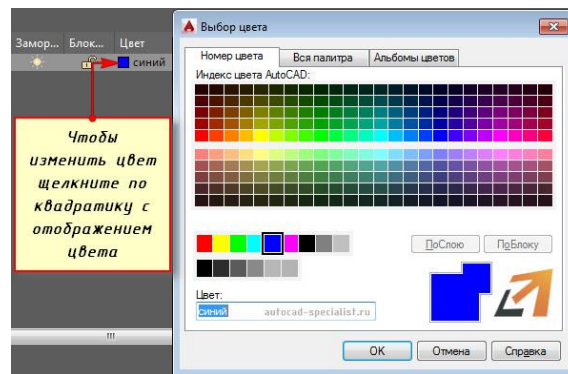 Выбор цвета
Замор... Блок... Цвет
синий
Номер цвета Вся палитра Альбомы цветов
Индекс цвета AutoCAD:
Чтобы
изменить цвет
щелкните по
квадратику с
отображением
цвета
ПоСлою ПоБлоку
Цвет:
синий autocad-specialist.ru
OK Отмена Справка